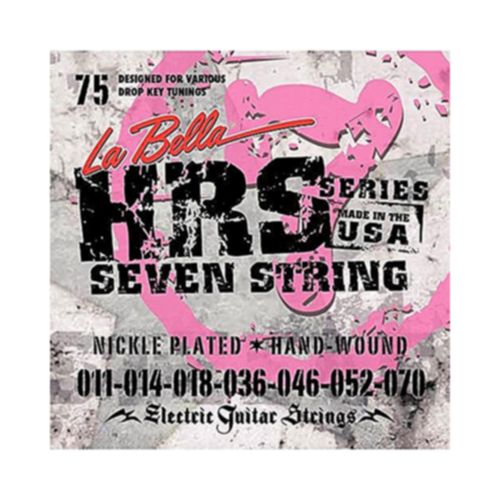 75 DESIGNED FOR VARIOUS
DROP KEY TUNINGS
La Bella
HRS SERIES
MADE IN THE
USA
SEVEN STRING
NICKLE PLATED * HAND-WOUND
011-014-018-036-046-052-070
Electric Guitar Strings